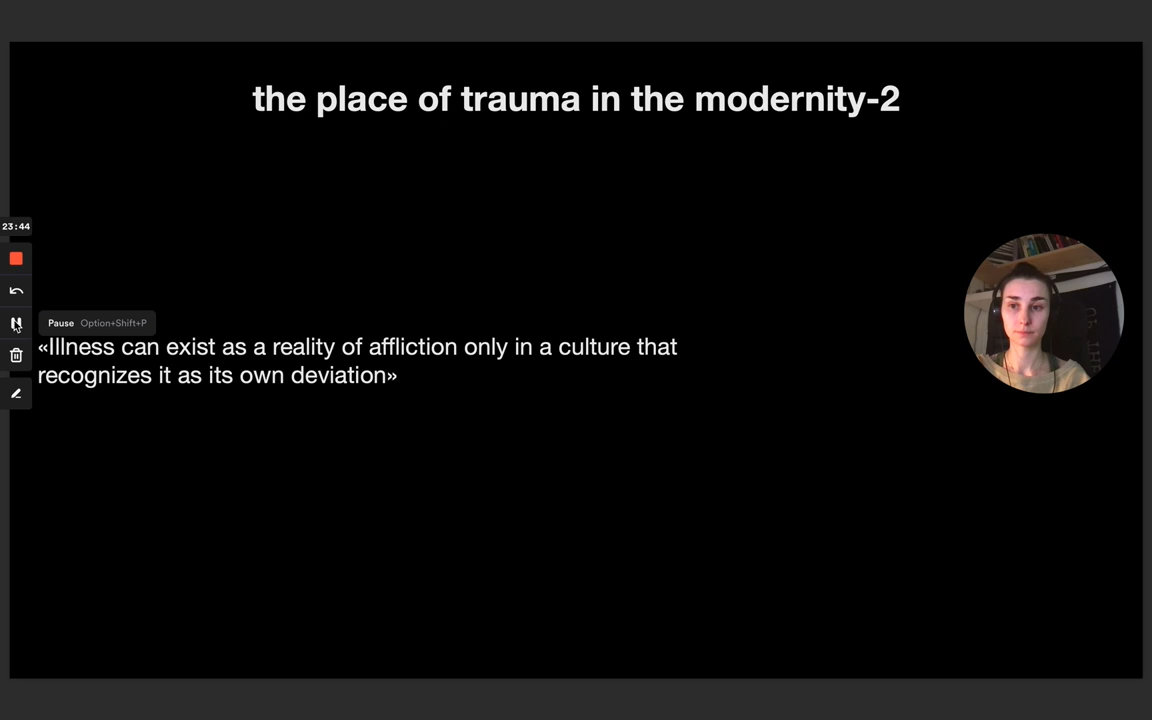 the place of trauma in the modernity-2
23:44
Pause Option+Shift+P
«Illness can exist as a reality of affliction only in a culture that
recognizes it as its own deviation»